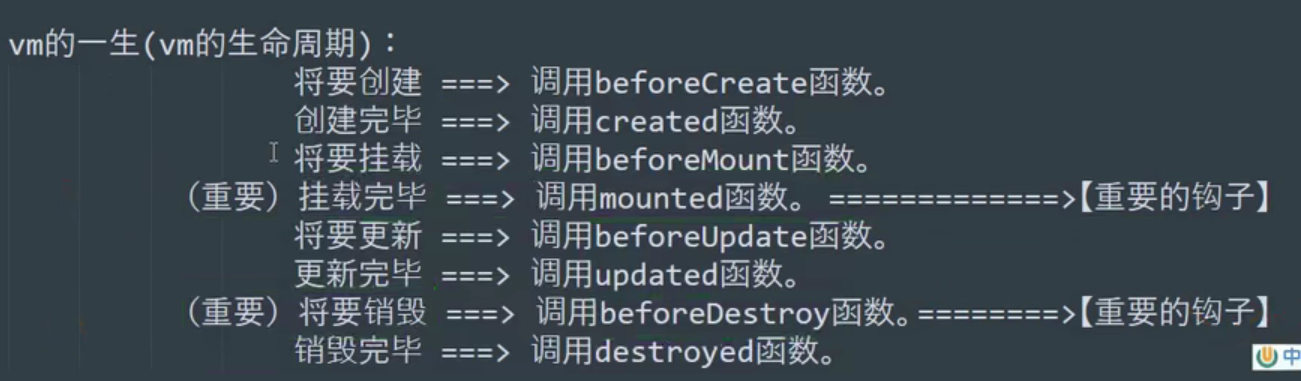 vm的一生(vm的生命周期)：
将要创建 ===> 调用beforeCreate函数。
创建完毕 ===> 调用created函数。
将要挂载 ===> 调用beforeMount函数。
（重要）挂载完毕 ===> 调用mounted函数。 =============>【重要的钩子】
将要更新 ===> 调用beforeUpdate函数。
更新完毕 ===> 调用updated函数。
（重要）将要销毁 ===> 调用beforeDestroy函数。========>【重要的钩子】
销毁完毕 ===> 调用destroyed函数。
中